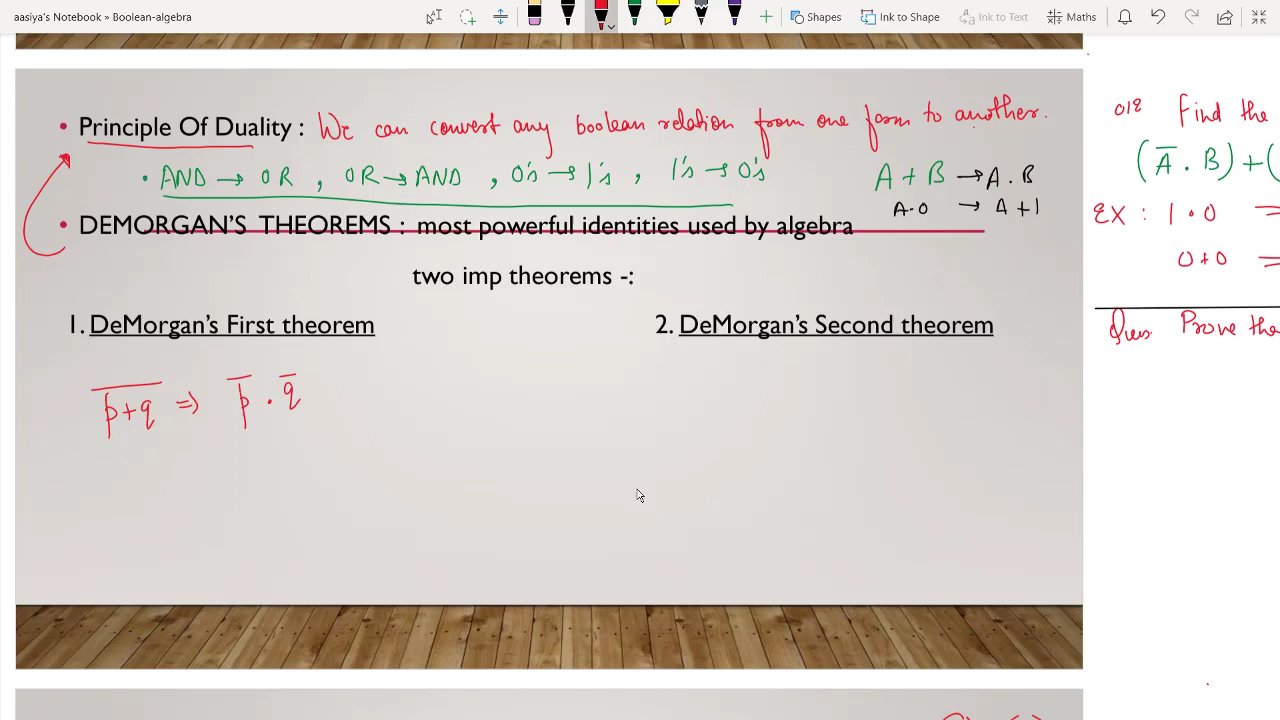 aasiya's Notebook » Boolean-algebra
Shapes Ink to Shape Ink to Text Maths
• Principle Of Duality : We can convert any boolean relation from one form to another.
• AND → OR , OR → AND , 0's → 1's , 1's → 0's
A + B → A . B
A.0 → A + 1
• DEMORGAN'S THEOREMS : most powerful identities used by algebra
two imp theorems -:
1. DeMorgan's First theorem
2. DeMorgan's Second theorem
p̅+̅q̅ ⇒ p̅ . q̅
Find the
(A̅ . B) + (
EX : 1 . 0 =
0 + 0 =
Ques. Prove tha